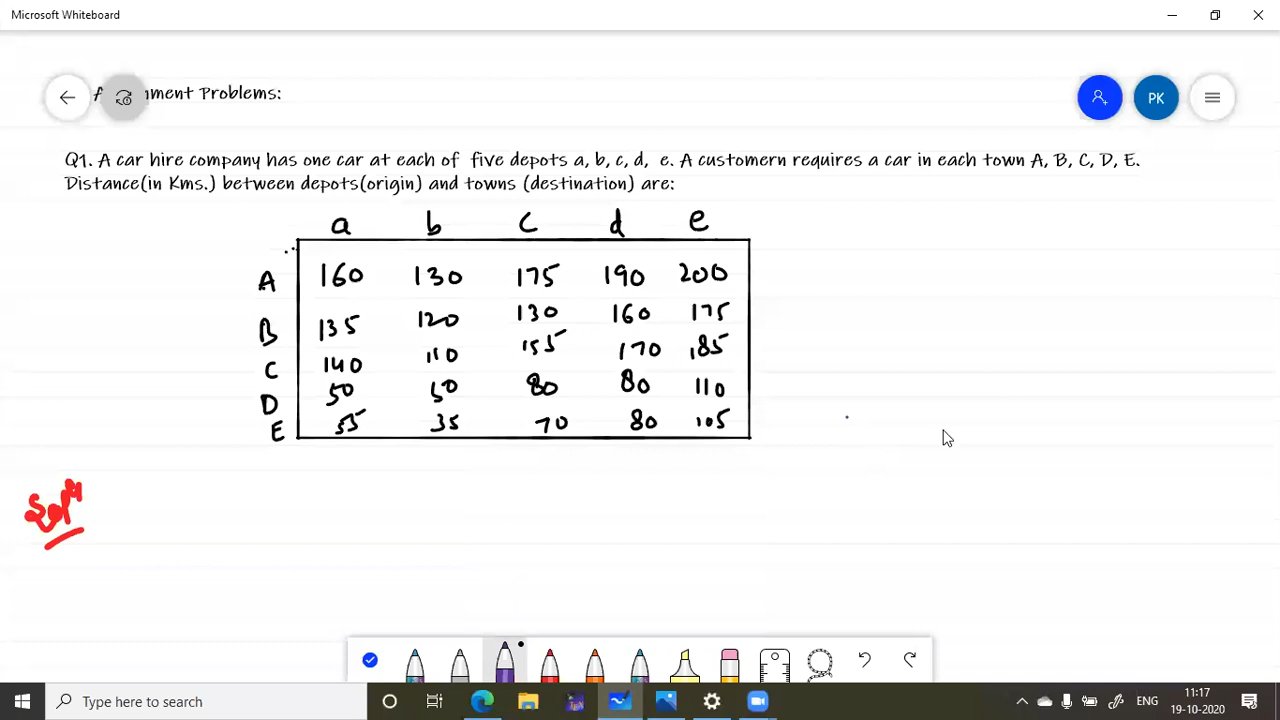 Microsoft Whiteboard
nment Problems:
PK
Q1. A car hire company has one car at each of five depots a, b, c, d, e. A customern requires a car in each town A, B, C, D, E.
Distance(in Kms.) between depots(origin) and towns (destination) are:
a b c d e
A 160 130 175 190 200
B 135 120 130 160 175
C 140 110 155 170 185
D 50 50 80 80 110
E 55 35 70 80 105
Type here to search
ENG
11:17
19-10-2020